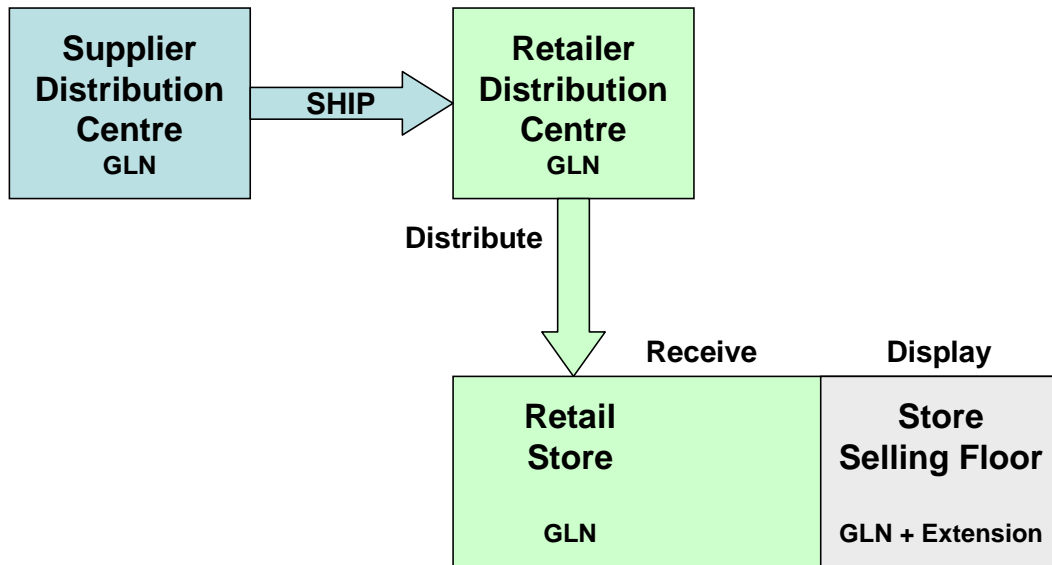 Supplier
Distribution
Centre
GLN
SHIP
Retailer
Distribution
Centre
GLN
Distribute
Receive
Display
Retail
Store
GLN
Store
Selling Floor
GLN + Extension